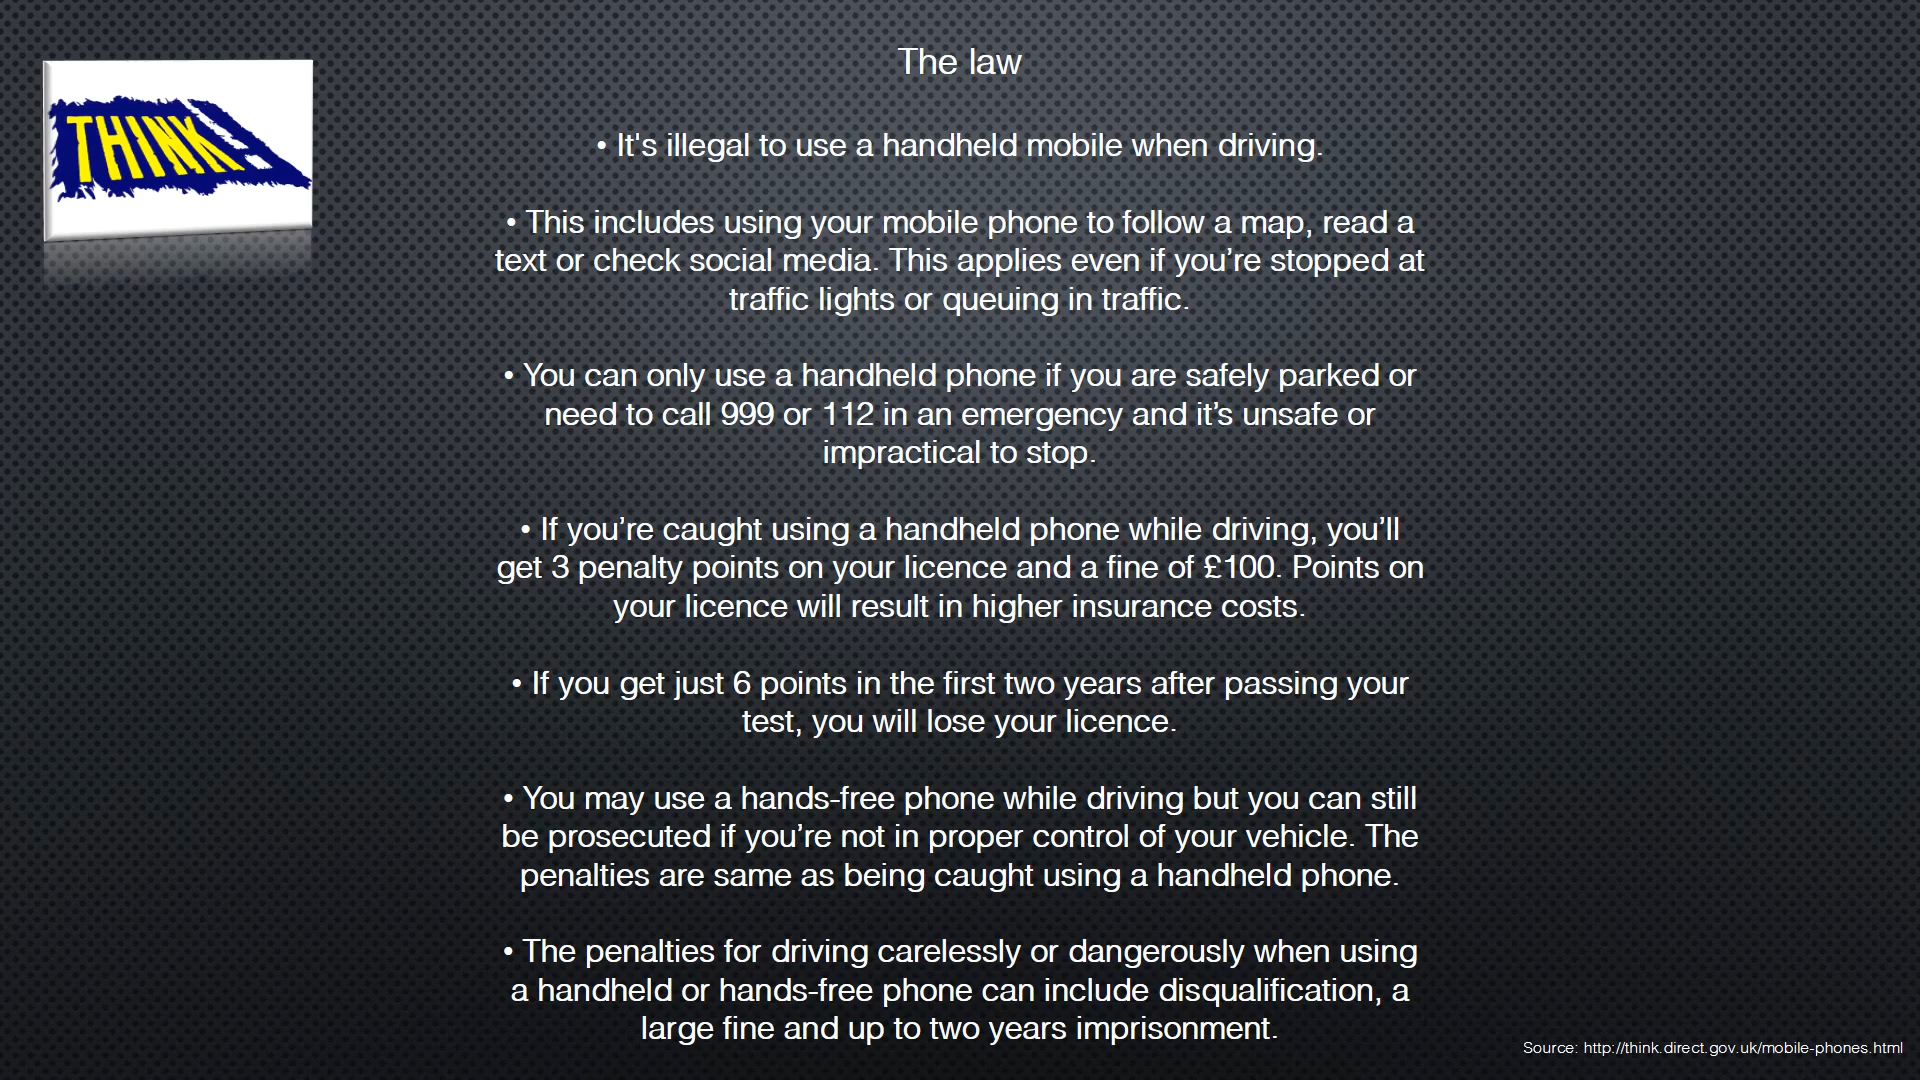 The law
THINK!
• It's illegal to use a handheld mobile when driving.
• This includes using your mobile phone to follow a map, read a
text or check social media. This applies even if you’re stopped at
traffic lights or queuing in traffic.
• You can only use a handheld phone if you are safely parked or
need to call 999 or 112 in an emergency and it’s unsafe or
impractical to stop.
• If you’re caught using a handheld phone while driving, you’ll
get 3 penalty points on your licence and a fine of £100. Points on
your licence will result in higher insurance costs.
• If you get just 6 points in the first two years after passing your
test, you will lose your licence.
• You may use a hands-free phone while driving but you can still
be prosecuted if you’re not in proper control of your vehicle. The
penalties are same as being caught using a handheld phone.
• The penalties for driving carelessly or dangerously when using
a handheld or hands-free phone can include disqualification, a
large fine and up to two years imprisonment.
Source: http://think.direct.gov.uk/mobile-phones.html